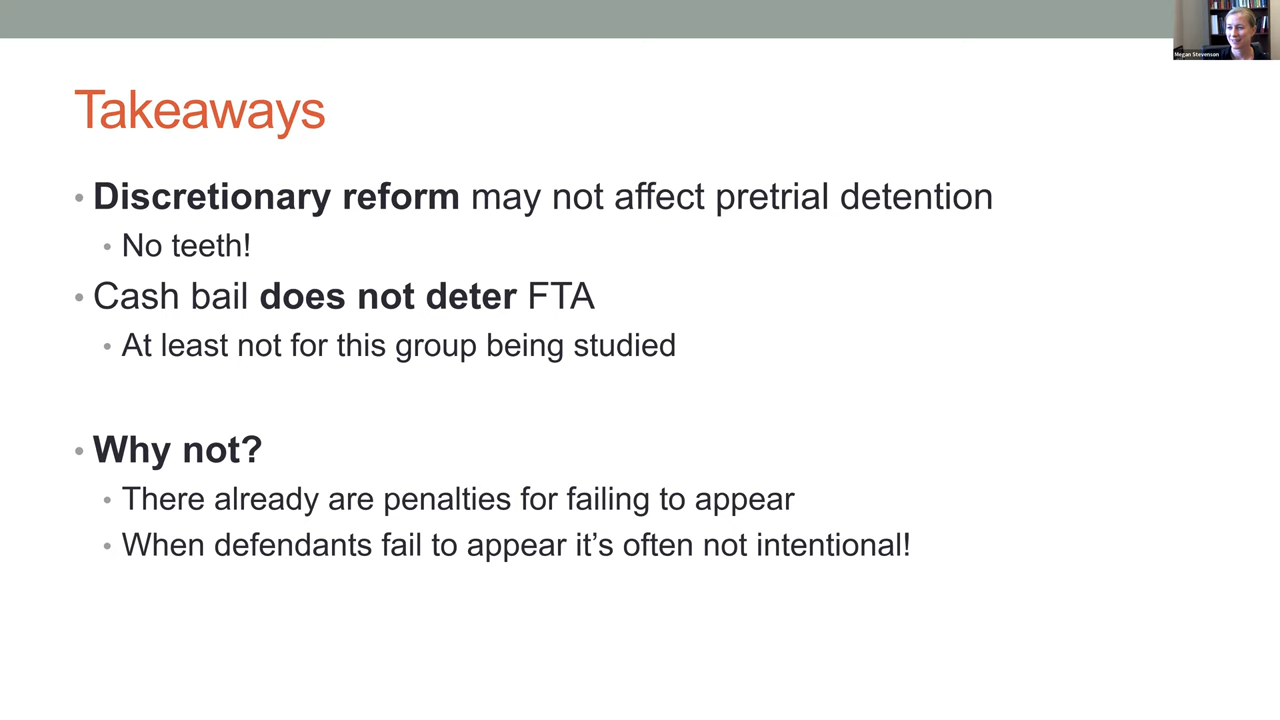 Megan Stevenson
Takeaways
• Discretionary reform may not affect pretrial detention
• No teeth!
• Cash bail does not deter FTA
• At least not for this group being studied
• Why not?
• There already are penalties for failing to appear
• When defendants fail to appear it’s often not intentional!